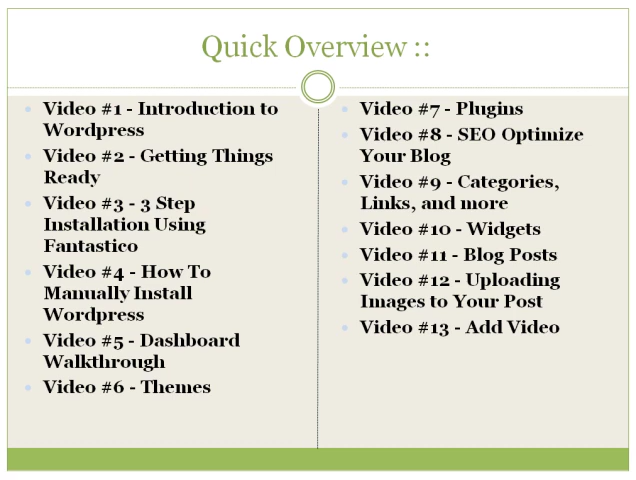 Quick Overview ::
Video #1 - Introduction to
Wordpress
Video #2 - Getting Things
Ready
Video #3 - 3 Step
Installation Using
Fantastico
Video #4 - How To
Manually Install
Wordpress
Video #5 - Dashboard
Walkthrough
Video #6 - Themes
Video #7 - Plugins
Video #8 - SEO Optimize
Your Blog
Video #9 - Categories,
Links, and more
Video #10 - Widgets
Video #11 - Blog Posts
Video #12 - Uploading
Images to Your Post
Video #13 - Add Video